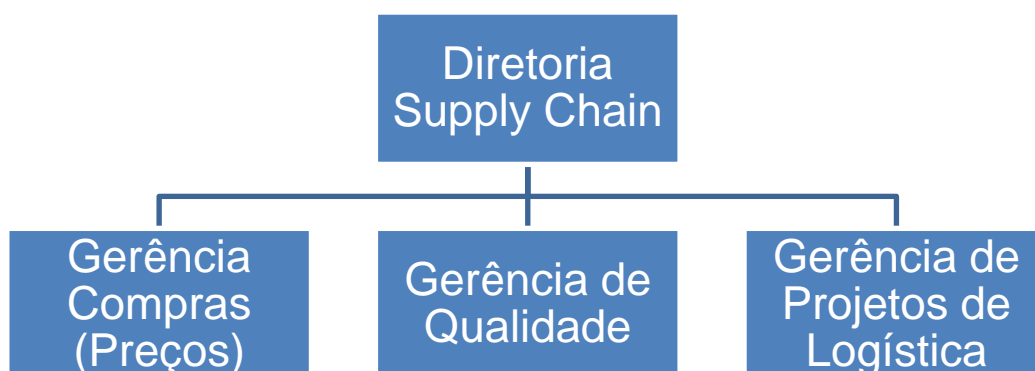 Diretoria
Supply Chain
Gerência
Compras
(Preços)
Gerência de
Qualidade
Gerência de
Projetos de
Logística